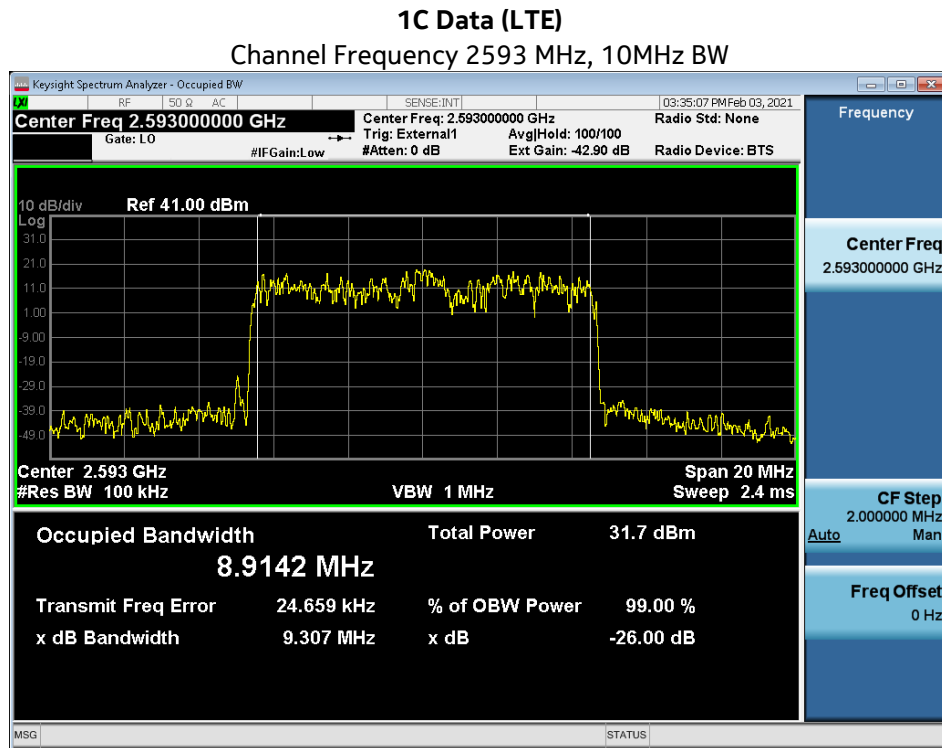 1C Data (LTE)
Channel Frequency 2593 MHz, 10MHz BW
Keysight Spectrum Analyzer - Occupied BW
LXI RF 50 Ω AC SENSE:INT 03:35:07 PM Feb 03, 2021
Center Freq 2.593000000 GHz
Gate: LO
#IFGain:Low
Center Freq: 2.593000000 GHz
Trig: External1 Avg|Hold: 100/100
#Atten: 0 dB Ext Gain: -42.90 dB
Radio Std: None
Radio Device: BTS
10 dB/div Ref 41.00 dBm
Log
31.0
21.0
11.0
1.00
-9.00
-19.0
-29.0
-39.0
-49.0
Center 2.593 GHz Span 20 MHz
#Res BW 100 kHz VBW 1 MHz Sweep 2.4 ms
Occupied Bandwidth Total Power 31.7 dBm
8.9142 MHz
Transmit Freq Error 24.659 kHz % of OBW Power 99.00 %
x dB Bandwidth 9.307 MHz x dB -26.00 dB
MSG STATUS
Frequency
Center Freq
2.593000000 GHz
CF Step
2.000000 MHz
Auto Man
Freq Offset
0 Hz